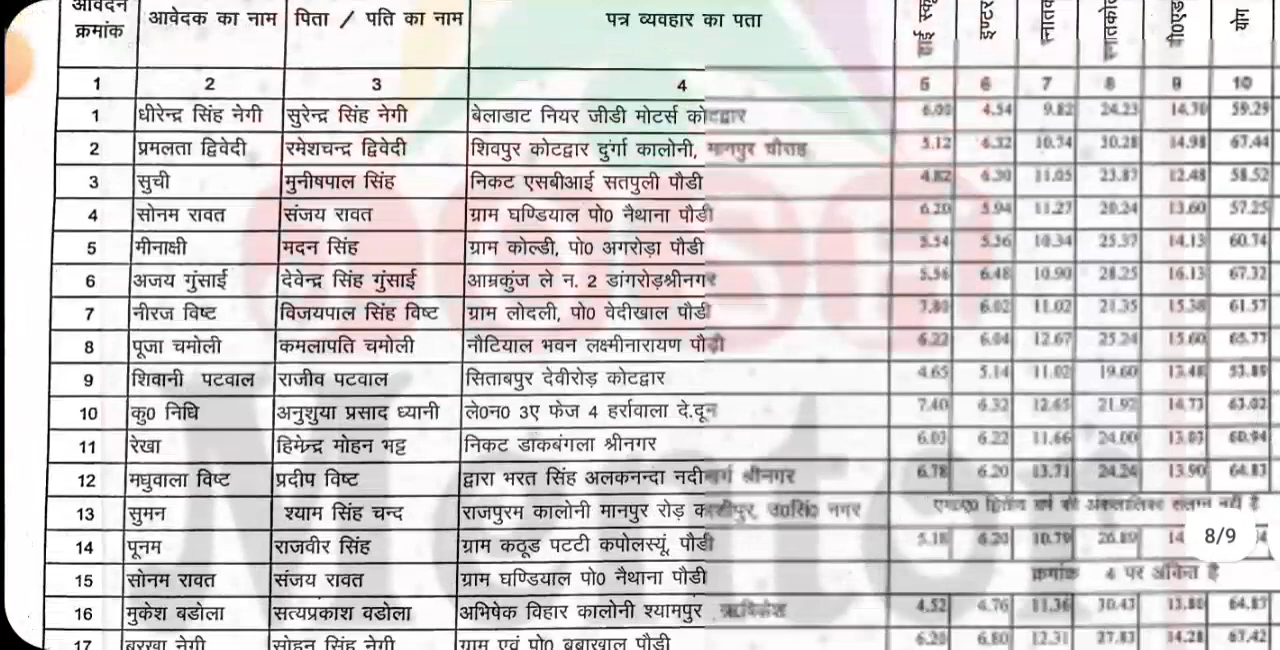 आवेदन क्रमांक आवेदक का नाम पिता / पति का नाम पत्र व्यवहार का पता हाई स्कू इण्टर स्नातक स्नातको बी0एड योग
1 2 3 4 5 6 7 8 9 10
1 धीरेन्द्र सिंह नेगी सुरेन्द्र सिंह नेगी बेलाडाट नियर जीडी मोटर्स कोटद्वार 6.00 4.54 9.82 24.23 14.70 59.29
2 प्रमलता द्विवेदी रमेशचन्द्र द्विवेदी शिवपुर कोटद्वार दुर्गा कालोनी, मानपुर चौराह 5.12 6.32 10.74 30.28 14.98 67.44
3 सुची मुनीषपाल सिंह निकट एसबीआई सतपुली पौडी 4.82 6.30 11.05 23.87 12.48 58.52
4 सोनम रावत संजय रावत ग्राम घण्डियाल पो0 नैथाना पौडी 6.20 5.94 11.27 20.24 13.60 57.25
5 मीनाक्षी मदन सिंह ग्राम कोल्डी, पो0 अगरोड़ा पौडी 5.54 5.36 10.34 25.37 14.13 60.74
6 अजय गुंसाई देवेन्द्र सिंह गुंसाई आम्रकुंज ले न. 2 डांगरोड़श्रीनगर 5.56 6.48 10.90 28.25 16.13 67.32
7 नीरज विष्ट विजयपाल सिंह विष्ट ग्राम लोदली, पो0 वेदीखाल पौडी 7.80 6.02 11.02 21.35 15.38 61.57
8 पूजा चमोली कमलापति चमोली नौटियाल भवन लक्ष्मीनारायण पौढ़ी 6.22 6.04 12.67 25.24 15.60 65.77
9 शिवानी पटवाल राजीव पटवाल सिताबपुर देवीरोड़ कोटद्वार 4.65 5.14 11.02 19.60 13.48 53.89
10 कु0 निधि अनुशुया प्रसाद ध्यानी ले0न0 3ए फेज 4 हर्रावाला दे.दून 7.40 6.32 12.65 21.92 14.73 63.02
11 रेखा हिमेन्द्र मोहन भट्ट निकट डाकबंगला श्रीनगर 6.03 6.22 11.66 24.00 13.03 60.94
12 मघुवाला विष्ट प्रदीप विष्ट द्वारा भरत सिंह अलकनन्दा नदीमार्ग श्रीनगर 6.78 6.20 13.71 24.24 13.90 64.83
13 सुमन श्याम सिंह चन्द राजपुरम कालोनी मानपुर रोड़ काशीपुर, उ0सिं0 नगर नही है
14 पूनम राजवीर सिंह ग्राम कठूड पटटी कपोलस्यूं, पौडी 5.18 6.20 10.79 26.89 14
15 सोनम रावत संजय रावत ग्राम घण्डियाल पो0 नैथाना पौडी क्रमांक 4 पर अंकित है
8/9
16 मुकेश बडोला सत्यप्रकाश वडोला अभिषेक विहार कालोनी श्यामपुर ऋषिकेश 4.52 4.76 11.36 30.43 13.80 64.87
17 बरखा नेगी सोहन सिंह नेगी ग्राम एवं पो0 बबाखाल पौडी 6.20 6.80 12.31 27.83 14.28 67.42